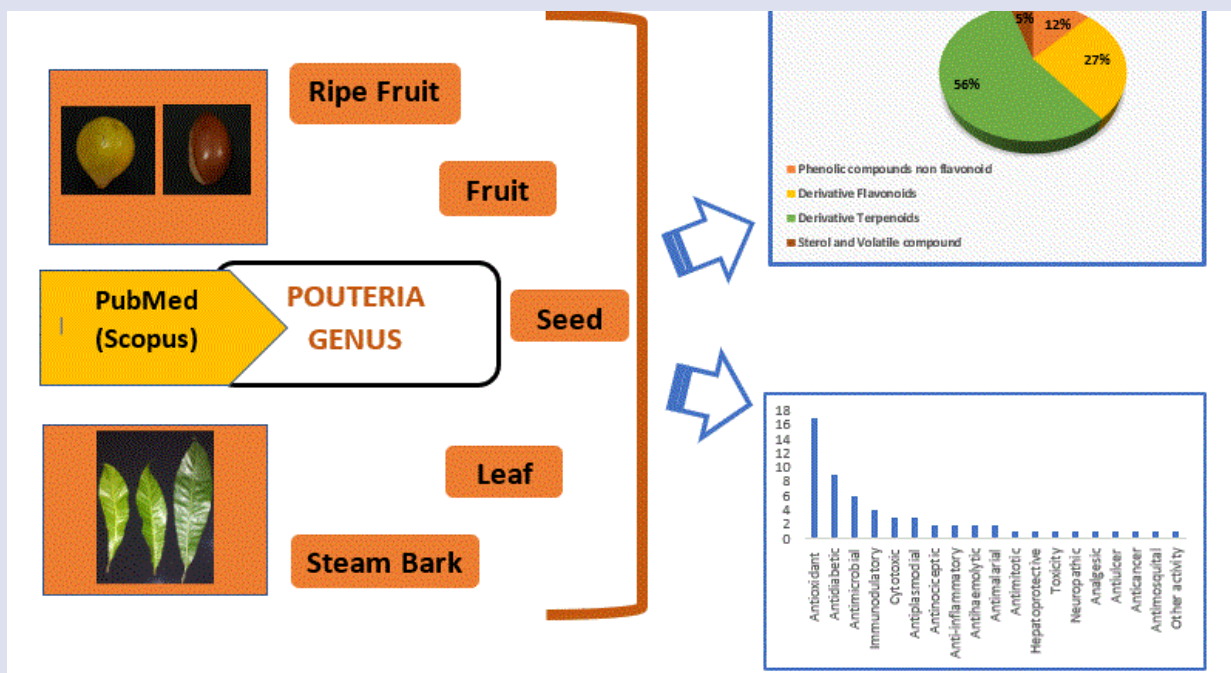 Ripe Fruit
Fruit
PubMed
(Scopus)
POUTERIA
GENUS
Seed
Leaf
Steam Bark
5%
12%
27%
56%
Phenolic compounds non flavonoid
Derivative Flavonoids
Derivative Terpenoids
Sterol and Volatile compound
18
16
14
12
10
8
6
4
2
0
Antioxidant
Antidiabetic
Antimicrobial
Immunodulatory
Cytotoxic
Antiplasmodial
Antinociceptic
Anti-inflammatory
Antihaemolytic
Antimalarial
Antimitotic
Hepatoprotective
Toxicity
Neuropathic
Analgesic
Antiulcer
Anticancer
Antimosquital
Other activity